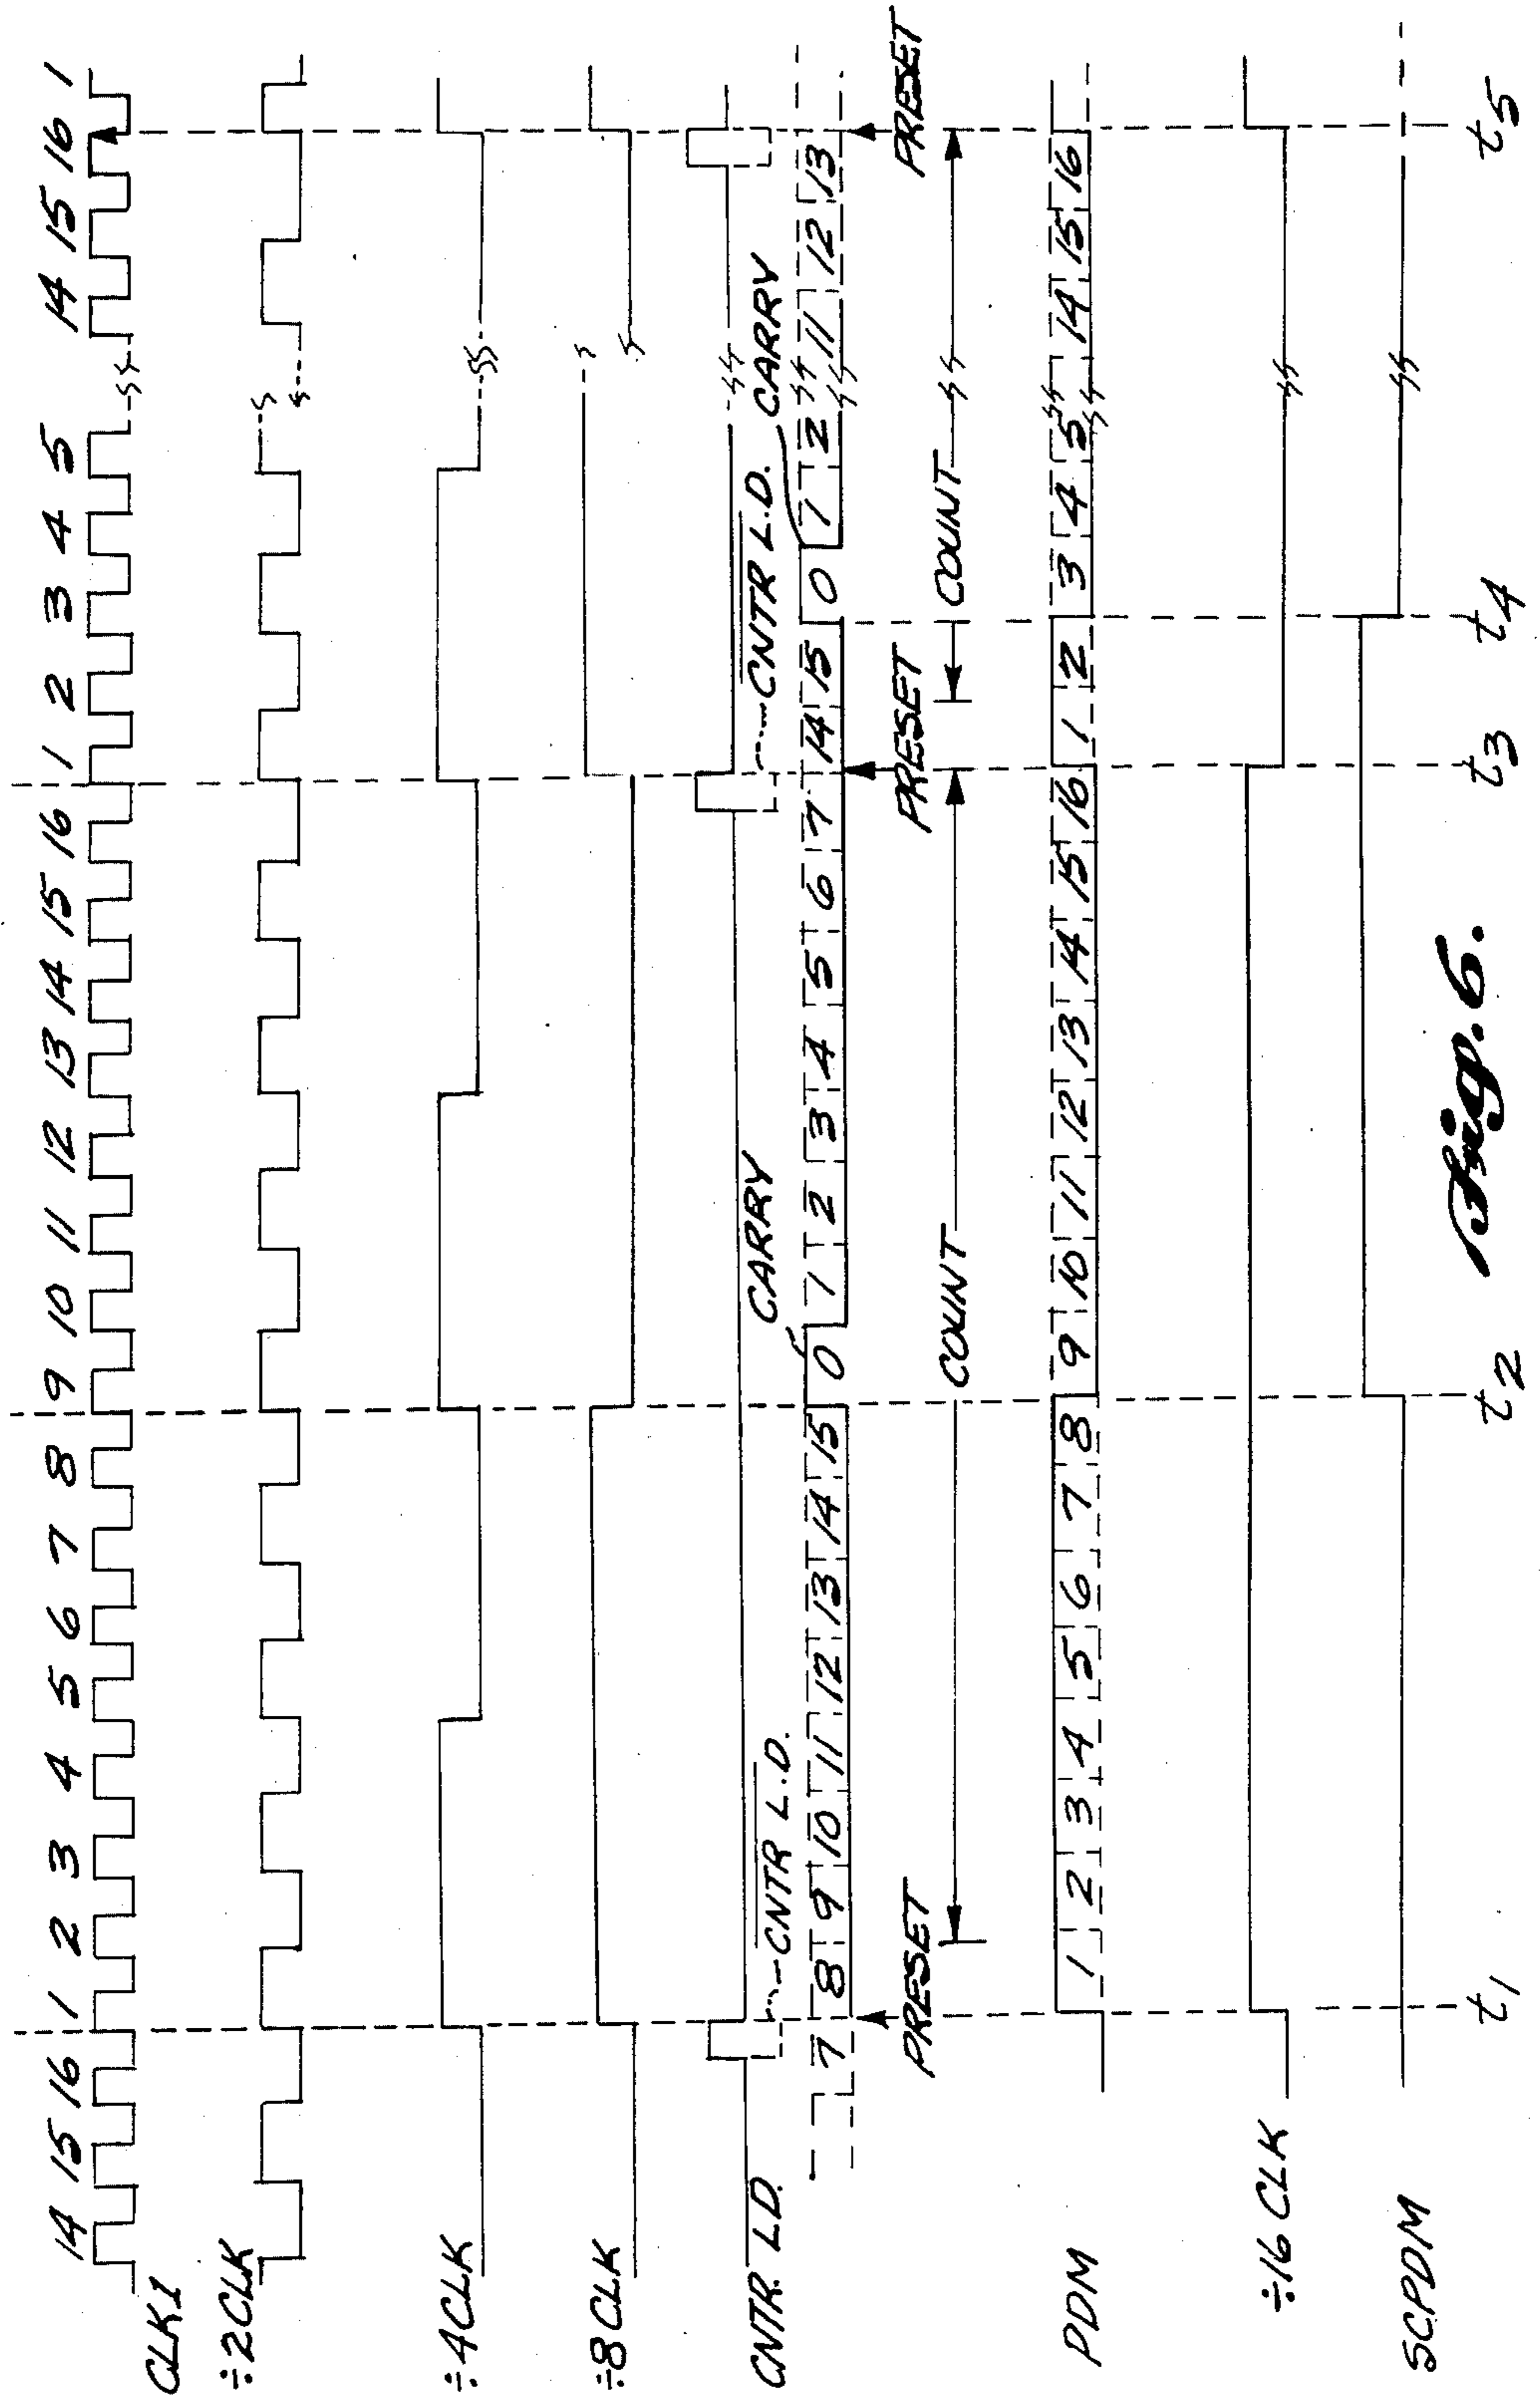 14 15 16 1 2 3 4 5 6 7 8 9 10 11 12 13 14 15 16 1 2 3 4 5 14 15 16 1
CLK1
÷2CLK
÷4CLK
÷8CLK
CNTR. L.D.
CNTR L.D. CARRY CNTR L.D. CARRY
7 8 9 10 11 12 13 14 15 0 1 2 3 4 5 6 7 14 15 0 1 2 11 12 13
PRESET PRESET PRESET
COUNT COUNT
PDM
1 2 3 4 5 6 7 8 9 10 11 12 13 14 15 16 1 2 3 4 5 14 15 16
÷16 CLK
SCPDM
t1 t2 t3 t4 t5
Fig. 6.